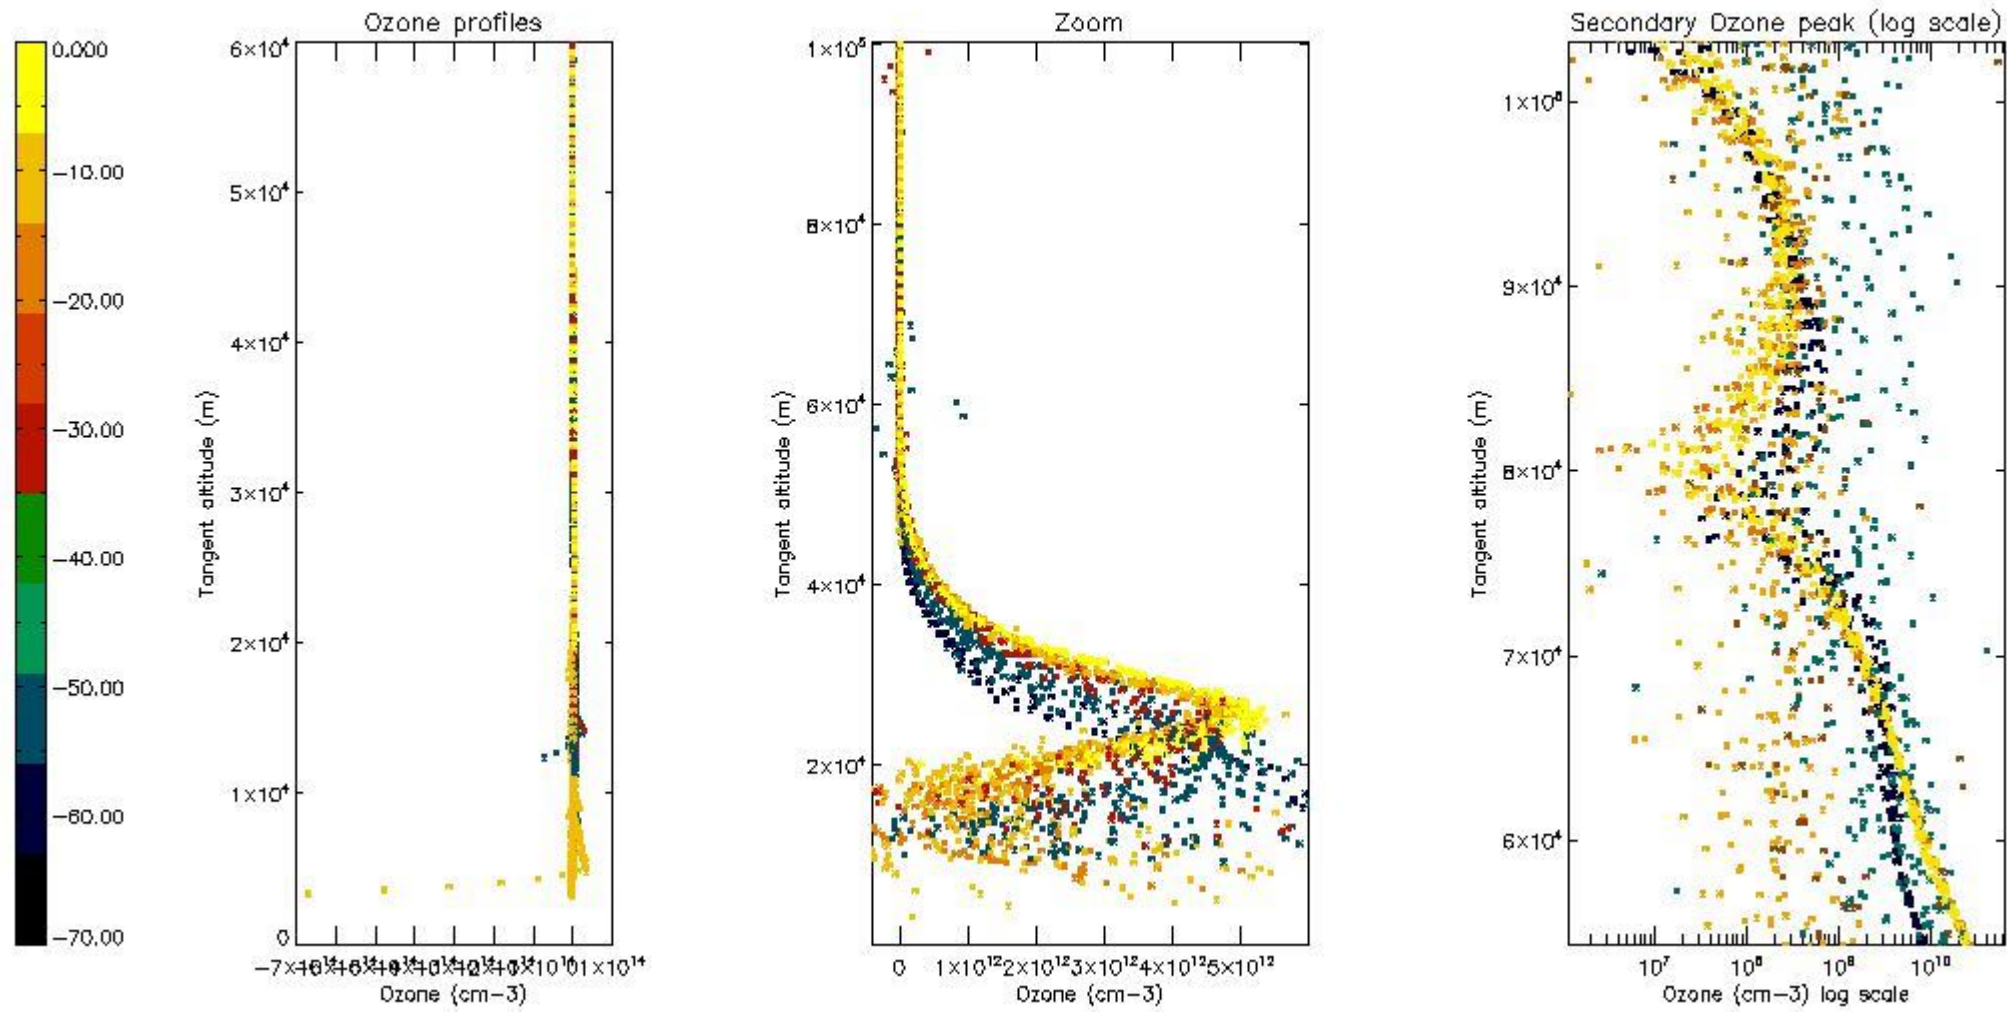 Ozone profiles
Zoom
Secondary Ozone peak (log scale)
0.000
-10.00
-20.00
-30.00
-40.00
-50.00
-60.00
-70.00
6×10⁴
5×10⁴
4×10⁴
3×10⁴
2×10⁴
1×10⁴
0
Tangent altitude (m)
01×10¹⁴
Ozone (cm-3)
1×10⁵
8×10⁴
6×10⁴
4×10⁴
2×10⁴
Tangent altitude (m)
0 1×10¹² 2×10¹² 3×10¹² 4×10¹² 5×10¹²
Ozone (cm-3)
9×10⁴
8×10⁴
7×10⁴
6×10⁴
Tangent altitude (m)
10⁷ 10⁸ 10⁹ 10¹⁰
Ozone (cm-3) log scale